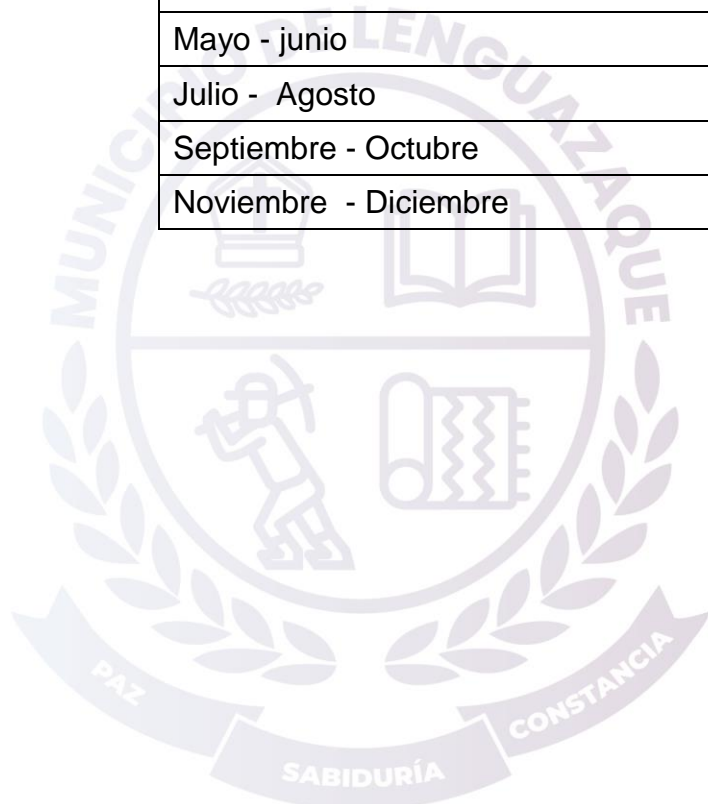 Mayo - junio
Julio - Agosto
Septiembre - Octubre
Noviembre - Diciembre
MUNICIPIO DE LENGUAZAQUE
PAZ
SABIDURÍA
CONSTANCIA